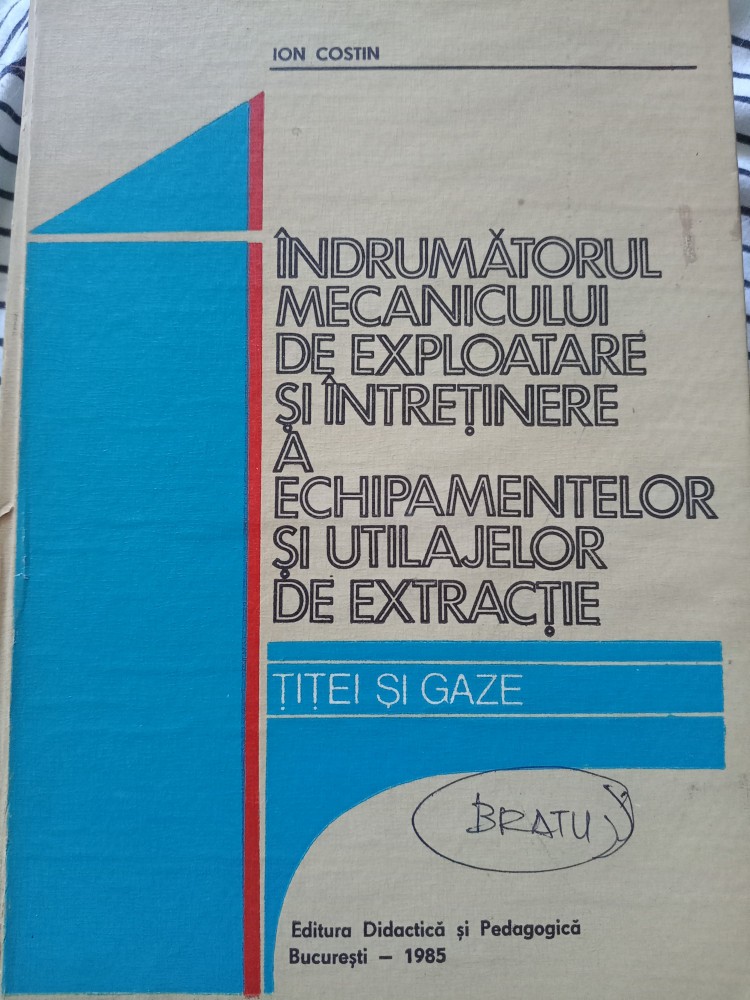 ION COSTIN
ÎNDRUMĂTORUL
MECANICULUI
DE EXPLOATARE
ȘI ÎNTREȚINERE
A
ECHIPAMENTELOR
ȘI UTILAJELOR
DE EXTRACȚIE
ȚIȚEI ȘI GAZE
BRATU
Editura Didactică și Pedagogică
București — 1985